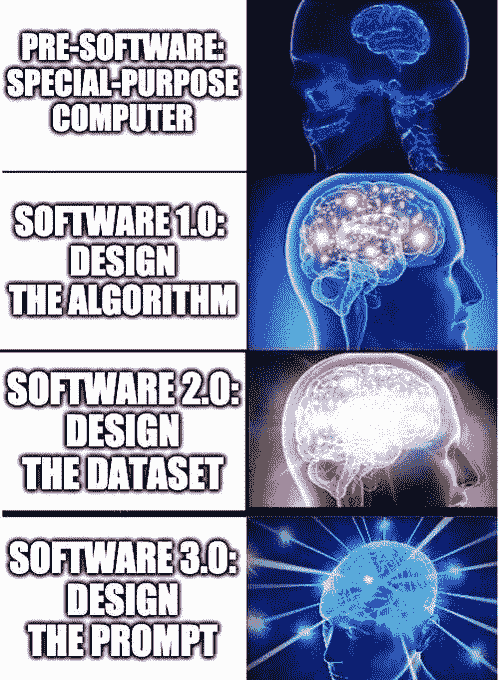 PRE-SOFTWARE:
SPECIAL-PURPOSE
COMPUTER
SOFTWARE 1.0:
DESIGN
THE ALGORITHM
SOFTWARE 2.0:
DESIGN
THE DATASET
SOFTWARE 3.0:
DESIGN
THE PROMPT